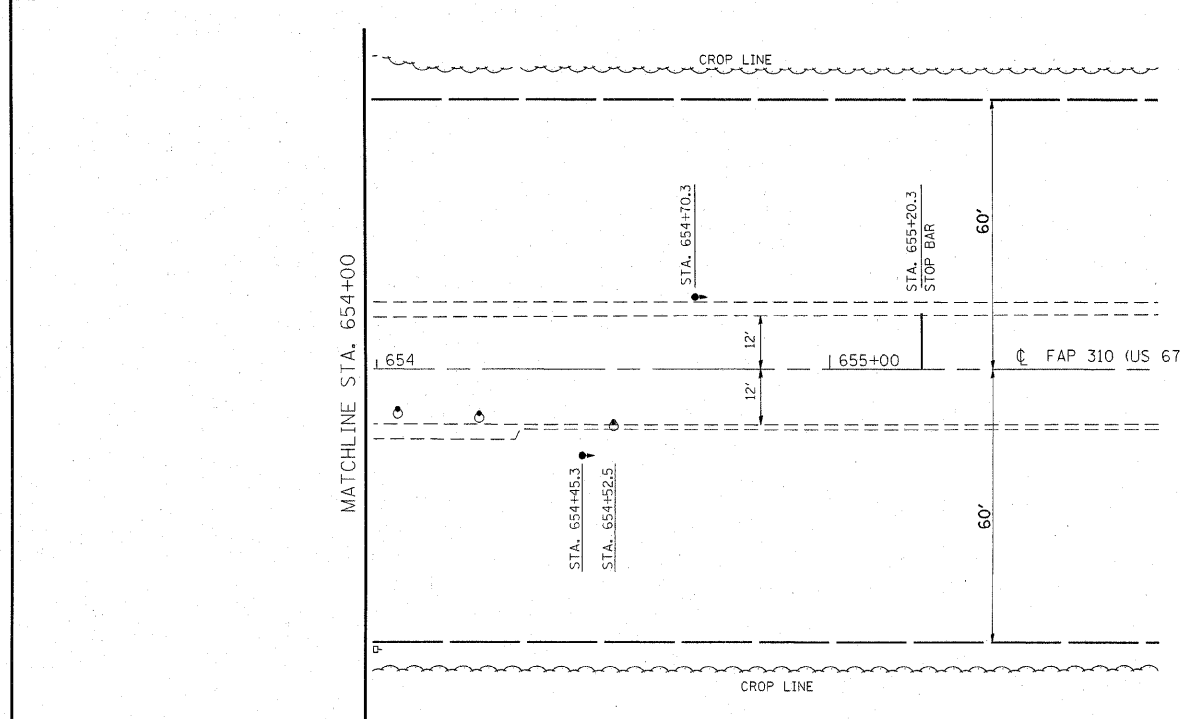 CROP LINE
STA. 654+70.3
STA. 655+20.3
STOP BAR
60'
MATCHLINE STA. 654+00
12'
654
655+00
℄ FAP 310 (US 67
12'
STA. 654+45.3
STA. 654+52.5
60'
CROP LINE